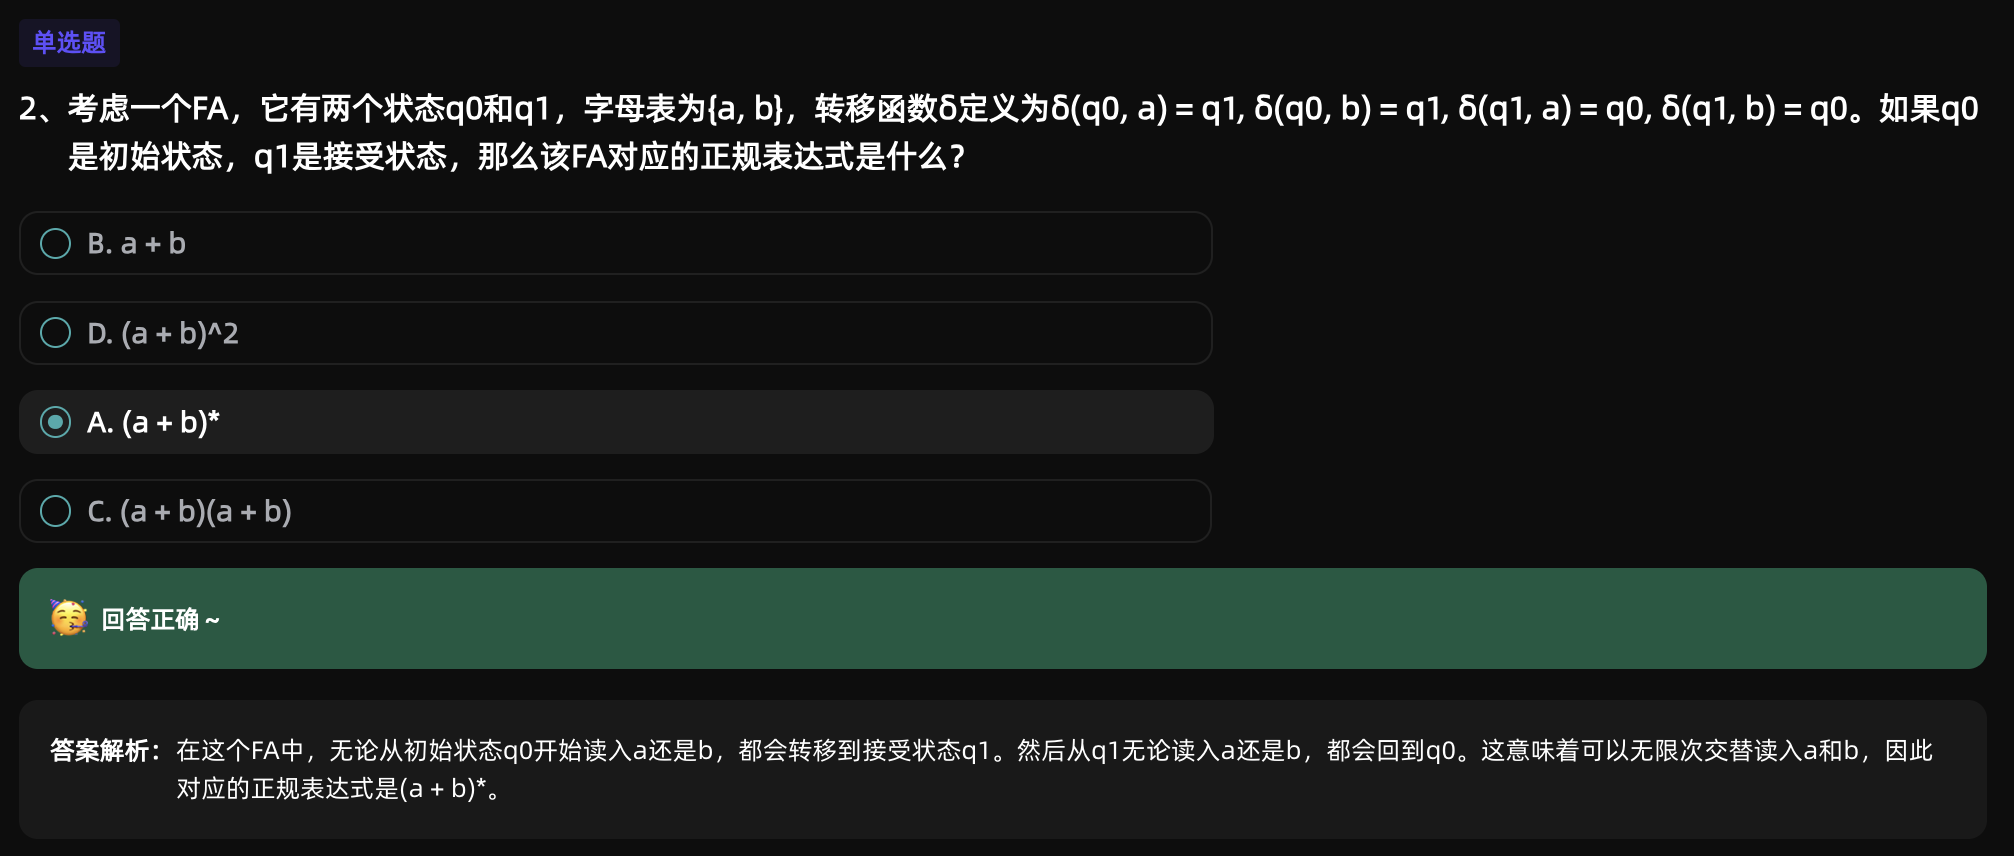 单选题
2、考虑一个FA，它有两个状态q0和q1，字母表为{a, b}，转移函数δ定义为δ(q0, a) = q1, δ(q0, b) = q1, δ(q1, a) = q0, δ(q1, b) = q0。如果q0
是初始状态，q1是接受状态，那么该FA对应的正规表达式是什么？
B. a + b
D. (a + b)^2
A. (a + b)*
C. (a + b)(a + b)
回答正确 ~
答案解析：在这个FA中，无论从初始状态q0开始读入a还是b，都会转移到接受状态q1。然后从q1无论读入a还是b，都会回到q0。这意味着可以无限次交替读入a和b，因此
对应的正规表达式是(a + b)*。